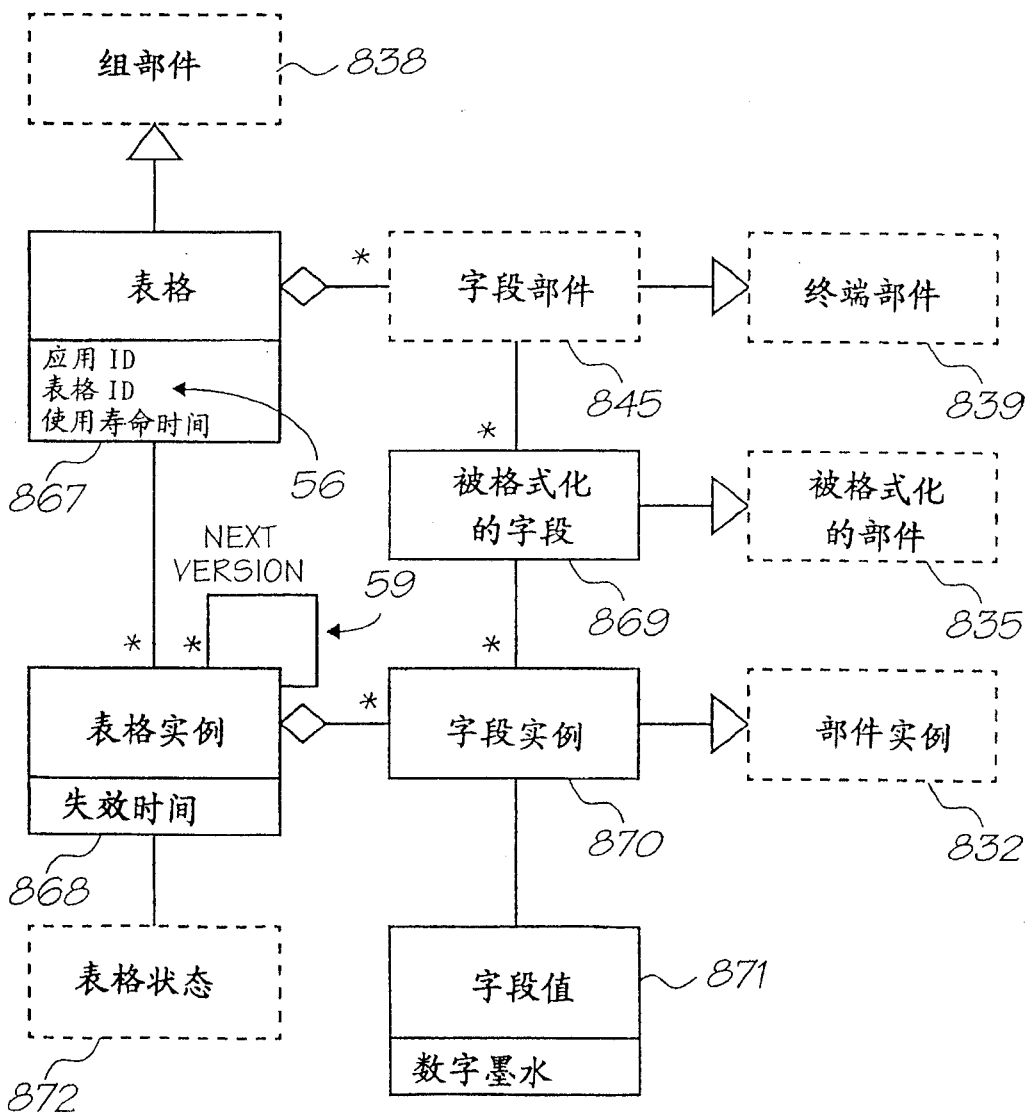 组部件
838
表格
*
字段部件
终端部件
应用 ID
表格 ID
使用寿命时间
845
839
867
56
*
被格式化
的字段
被格式化
的部件
NEXT
VERSION
59
869
835
*
*
*
表格实例
*
字段实例
部件实例
失效时间
870
832
868
表格状态
字段值
871
872
数字墨水